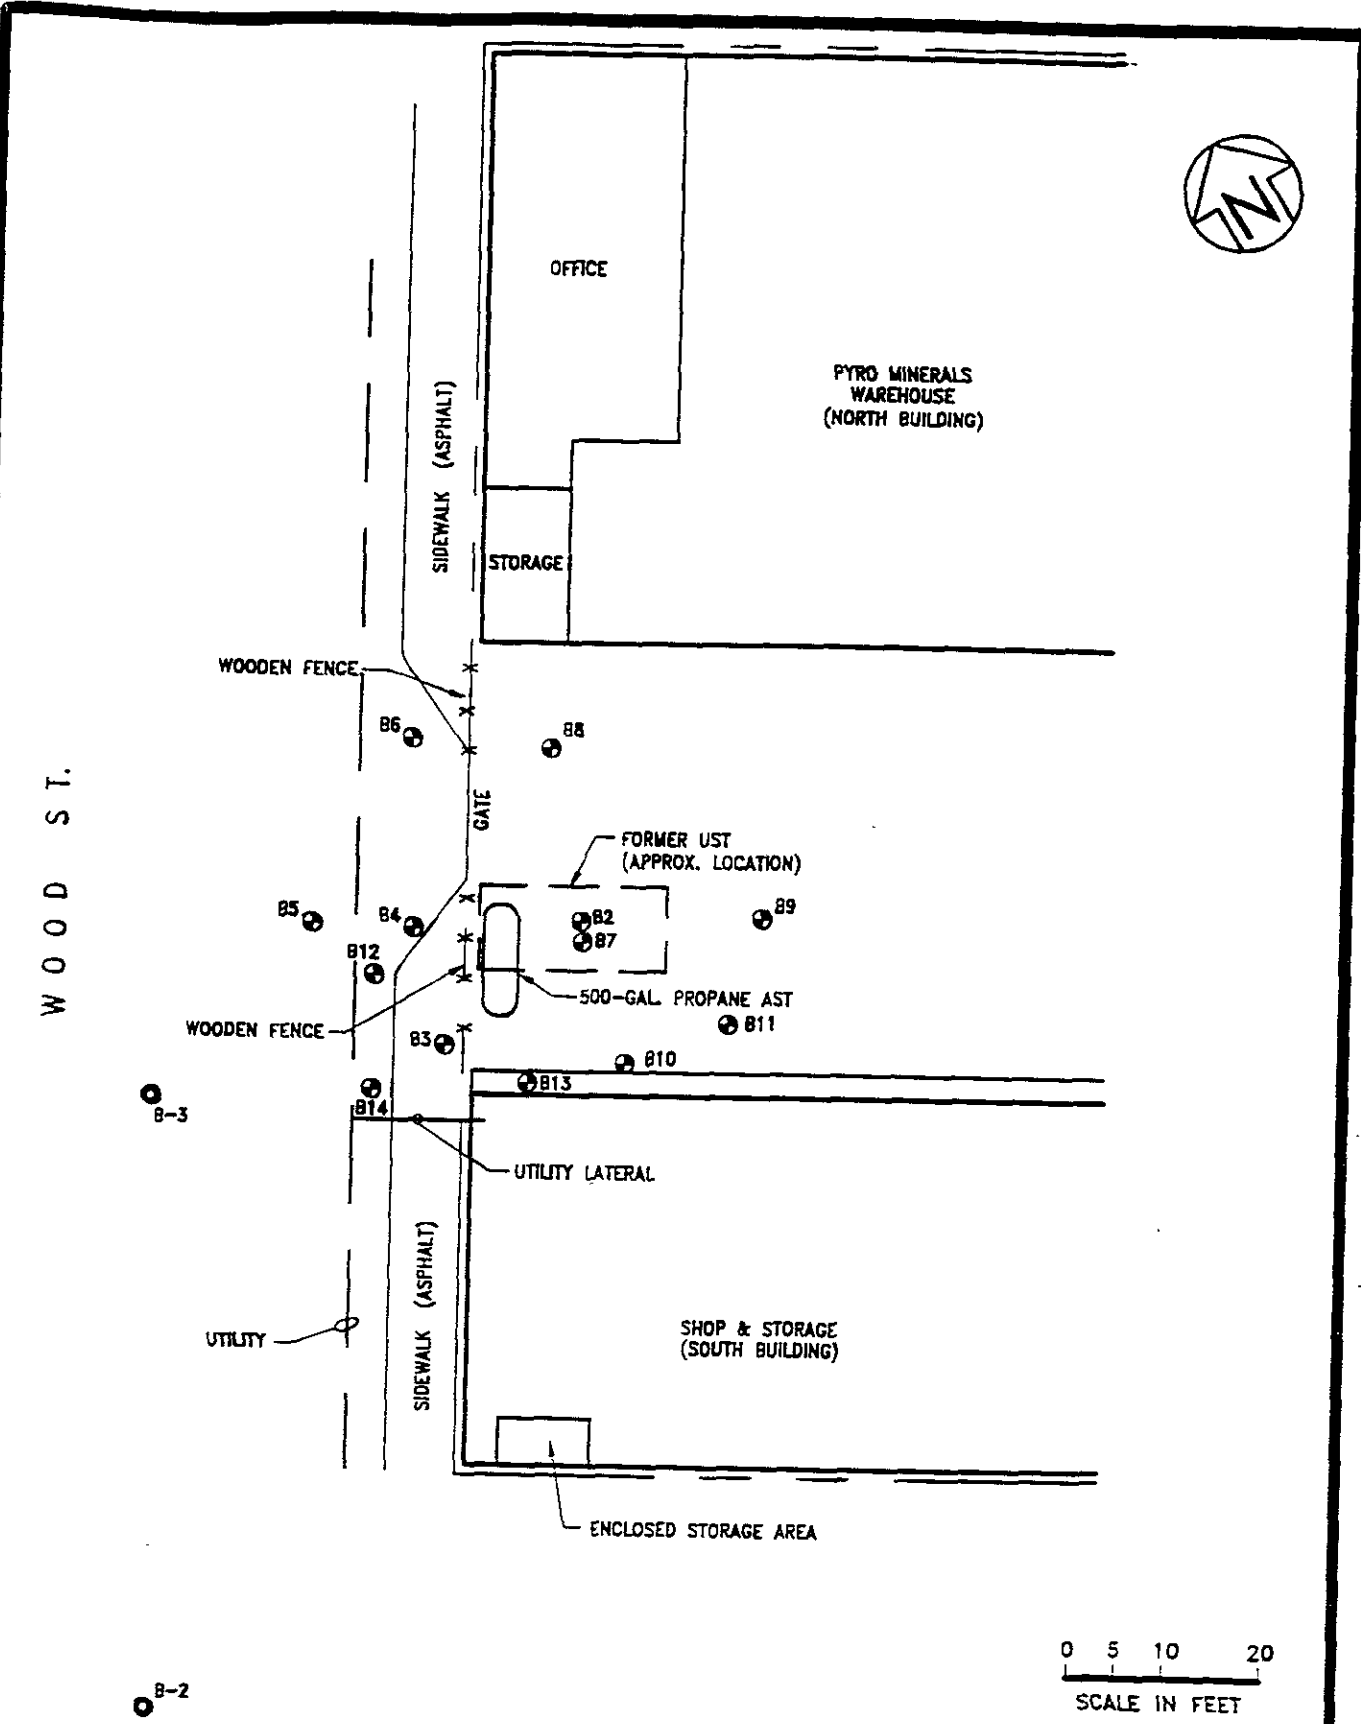 OFFICE
N
PYRO MINERALS
WAREHOUSE
(NORTH BUILDING)
SIDEWALK (ASPHALT)
STORAGE
WOODEN FENCE
B6
B8
WOOD ST.
GATE
FORMER UST
(APPROX. LOCATION)
B5
B4
B2
B9
B7
B12
500-GAL. PROPANE AST
WOODEN FENCE
B3
B11
B10
B13
B-3
B14
UTILITY LATERAL
SIDEWALK (ASPHALT)
UTILITY
SHOP & STORAGE
(SOUTH BUILDING)
ENCLOSED STORAGE AREA
0 5 10 20
SCALE IN FEET
B-2